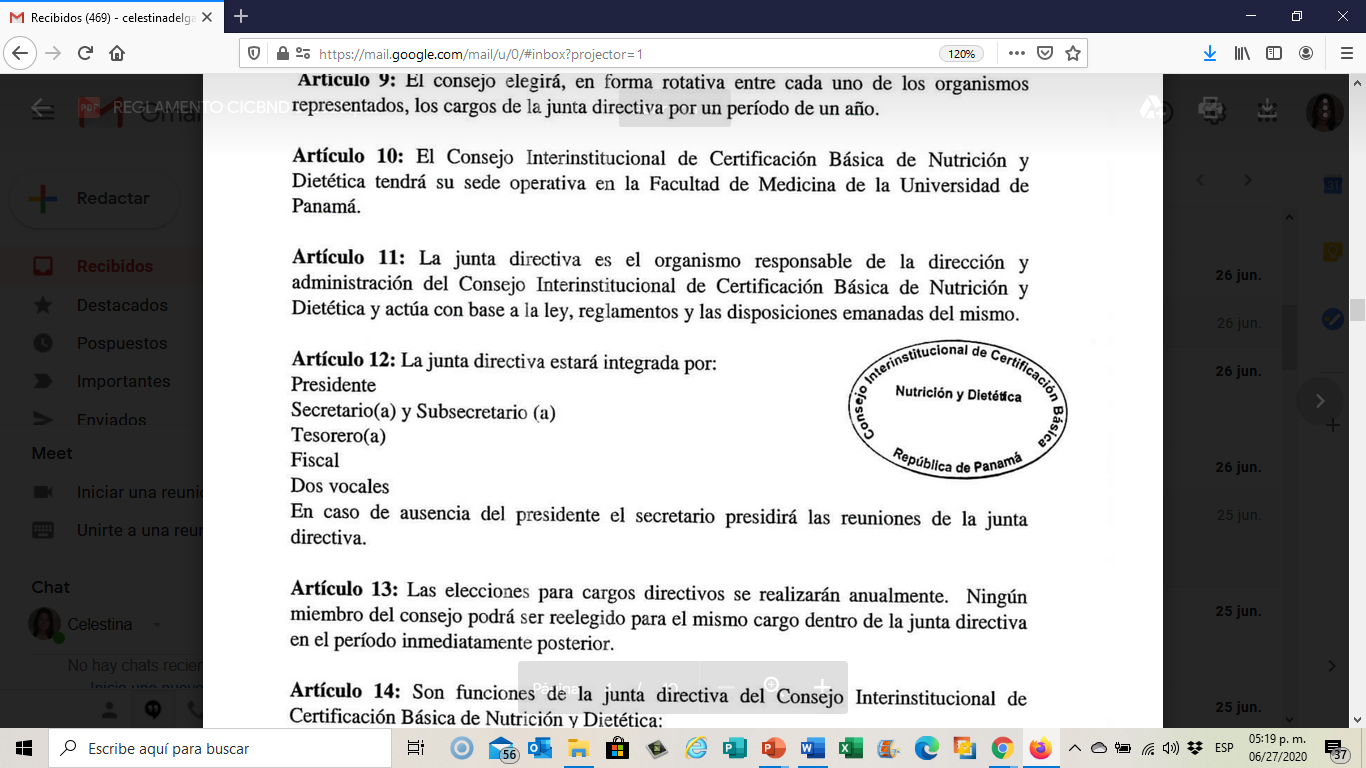 Recibidos (469) - celestinadelga
https://mail.google.com/mail/u/0/#inbox?projector=1
120%
REGLAMENTO CICBND
Redactar
Recibidos
Destacados
Pospuestos
Importantes
Enviados
Meet
Iniciar una reuni
Unirte a una reur
Chat
Celestina
No hay chats recien
Inicia uno nuevo
Artículo 9: El consejo elegirá, en forma rotativa entre cada uno de los organismos
representados, los cargos de la junta directiva por un período de un año.
Artículo 10: El Consejo Interinstitucional de Certificación Básica de Nutrición y
Dietética tendrá su sede operativa en la Facultad de Medicina de la Universidad de
Panamá.
Artículo 11: La junta directiva es el organismo responsable de la dirección y
administración del Consejo Interinstitucional de Certificación Básica de Nutrición y
Dietética y actúa con base a la ley, reglamentos y las disposiciones emanadas del mismo.
Artículo 12: La junta directiva estará integrada por:
Presidente
Secretario(a) y Subsecretario (a)
Tesorero(a)
Fiscal
Dos vocales
En caso de ausencia del presidente el secretario presidirá las reuniones de la junta
directiva.
Consejo Interinstitucional de Certificación Básica
Nutrición y Dietética
República de Panamá
Artículo 13: Las elecciones para cargos directivos se realizarán anualmente. Ningún
miembro del consejo podrá ser reelegido para el mismo cargo dentro de la junta directiva
en el período inmediatamente posterior.
Artículo 14: Son funciones de la junta directiva del Consejo Interinstitucional de
Certificación Básica de Nutrición y Dietética:
26 jun.
26 jun.
26 jun.
26 jun.
25 jun.
25 jun.
25 jun.
Escribe aquí para buscar
56
ESP
05:19 p. m.
06/27/2020
37